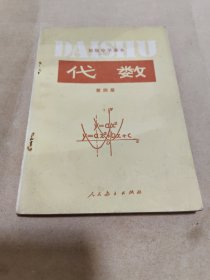 DAISHU
初级中学课本
代数
第四册
y=ax²
y=ax²+bx+c
人民教育出版社